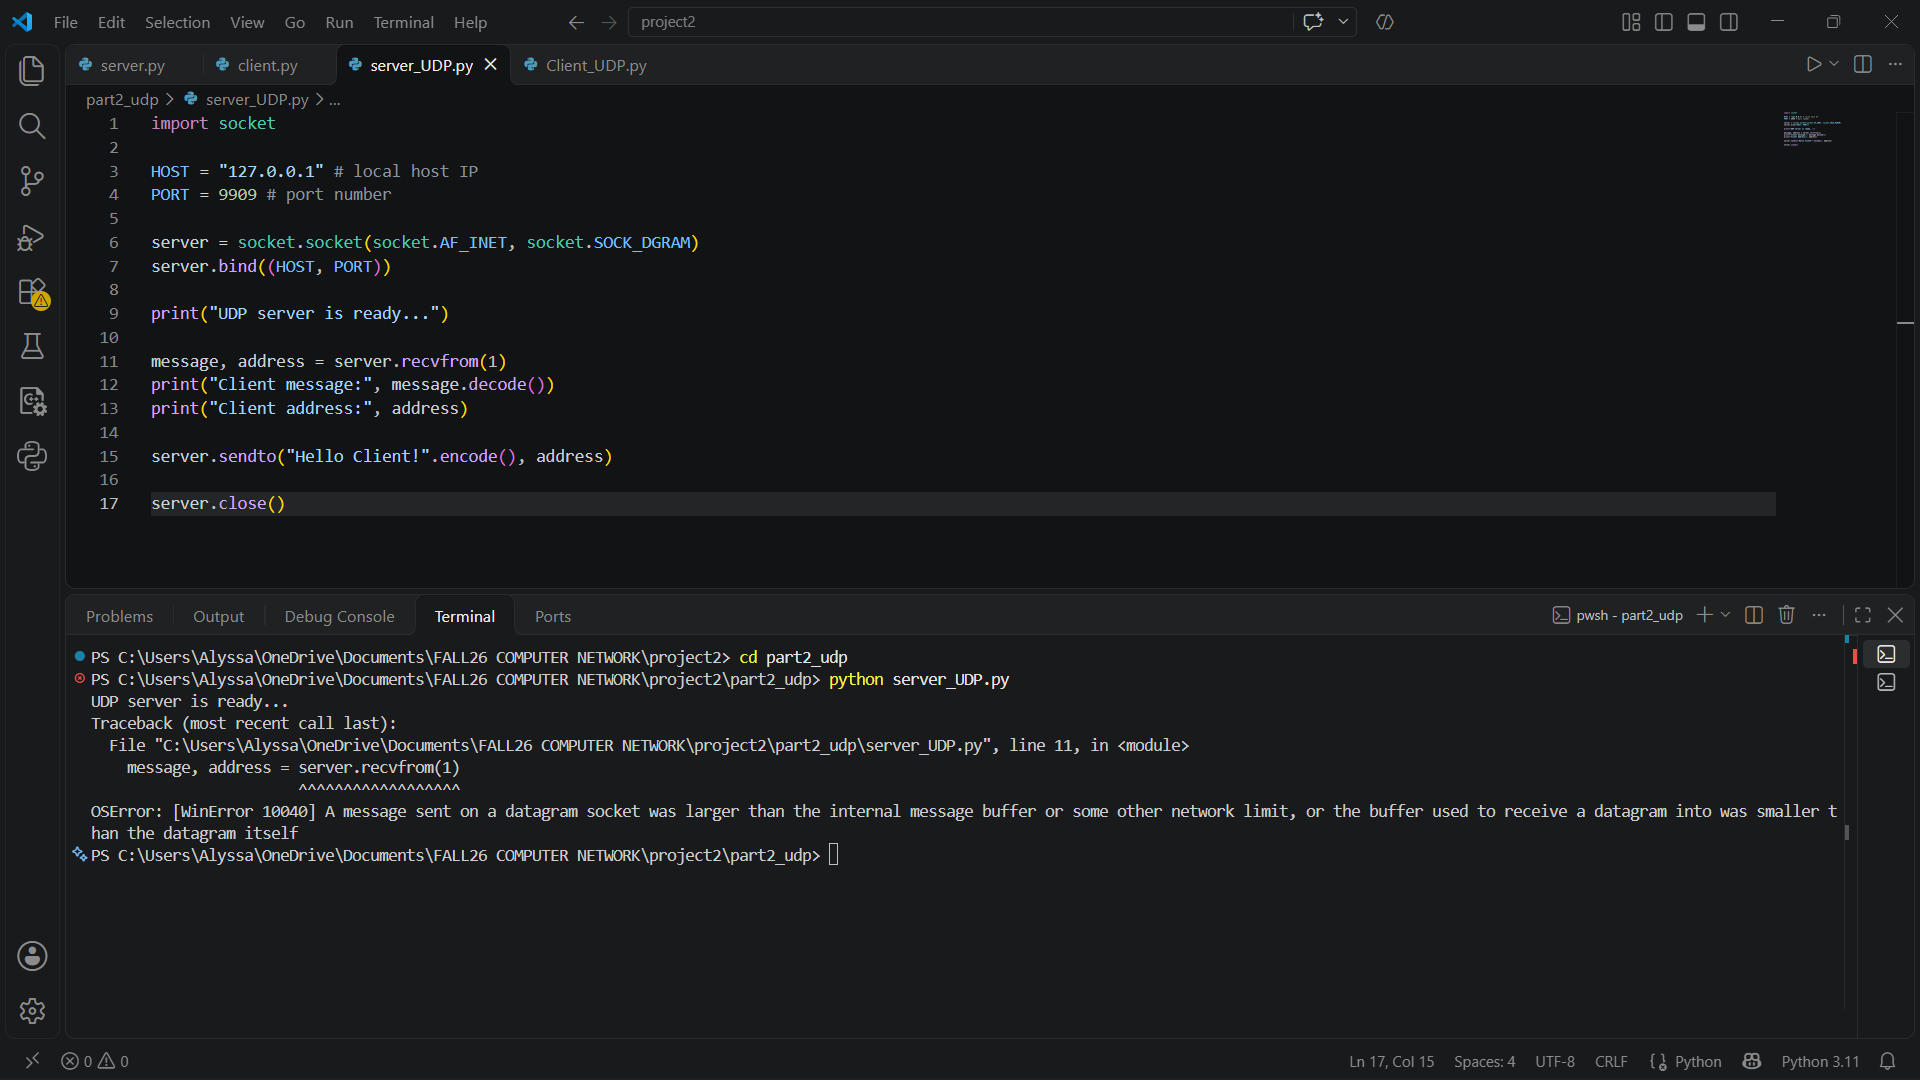 File Edit Selection View Go Run Terminal Help
project2
server.py client.py server_UDP.py Client_UDP.py
part2_udp > server_UDP.py > ...
1 import socket
2
3 HOST = "127.0.0.1" # local host IP
4 PORT = 9909 # port number
5
6 server = socket.socket(socket.AF_INET, socket.SOCK_DGRAM)
7 server.bind((HOST, PORT))
8
9 print("UDP server is ready...")
10
11 message, address = server.recvfrom(1)
12 print("Client message:", message.decode())
13 print("Client address:", address)
14
15 server.sendto("Hello Client!".encode(), address)
16
17 server.close()
Problems Output Debug Console Terminal Ports
pwsh - part2_udp
PS C:\Users\Alyssa\OneDrive\Documents\FALL26 COMPUTER NETWORK\project2> cd part2_udp
PS C:\Users\Alyssa\OneDrive\Documents\FALL26 COMPUTER NETWORK\project2\part2_udp> python server_UDP.py
UDP server is ready...
Traceback (most recent call last):
File "C:\Users\Alyssa\OneDrive\Documents\FALL26 COMPUTER NETWORK\project2\part2_udp\server_UDP.py", line 11, in <module>
message, address = server.recvfrom(1)
^^^^^^^^^^^^^^^^^^
OSError: [WinError 10040] A message sent on a datagram socket was larger than the internal message buffer or some other network limit, or the buffer used to receive a datagram into was smaller t
han the datagram itself
PS C:\Users\Alyssa\OneDrive\Documents\FALL26 COMPUTER NETWORK\project2\part2_udp>
0 0
Ln 17, Col 15 Spaces: 4 UTF-8 CRLF Python Python 3.11